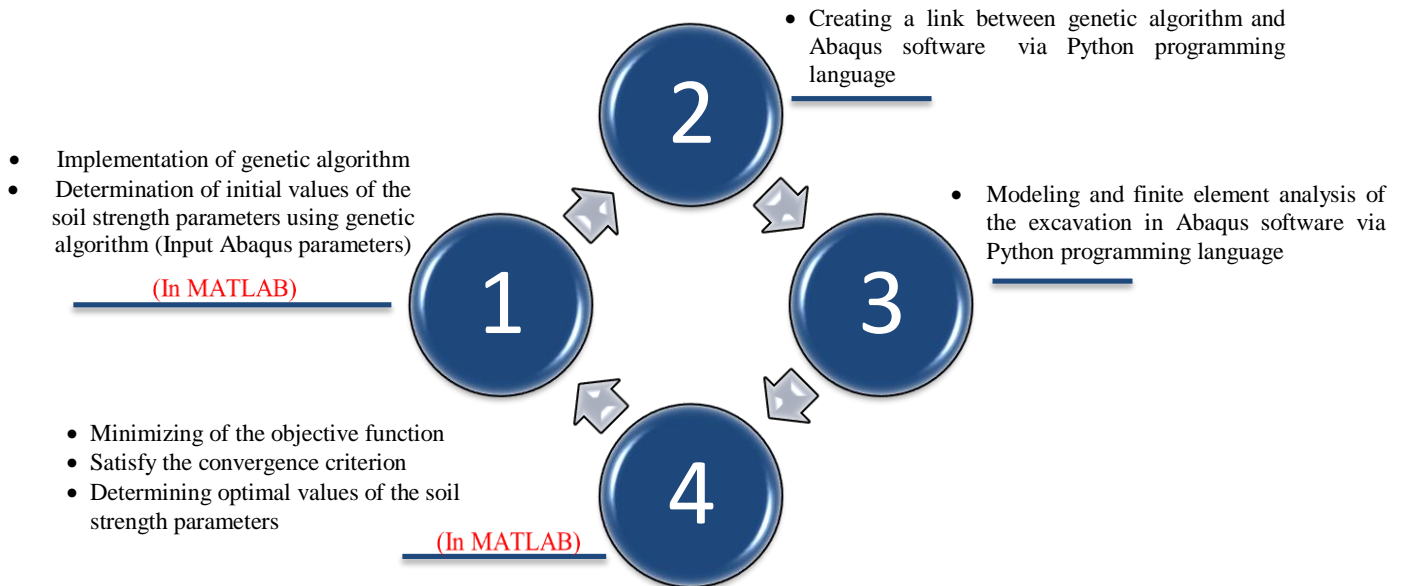 1
• Implementation of genetic algorithm
• Determination of initial values of the
soil strength parameters using genetic
algorithm (Input Abaqus parameters)
(In MATLAB)
2
• Creating a link between genetic algorithm and
Abaqus software via Python programming
language
3
• Modeling and finite element analysis of
the excavation in Abaqus software via
Python programming language
4
• Minimizing of the objective function
• Satisfy the convergence criterion
• Determining optimal values of the soil
strength parameters
(In MATLAB)